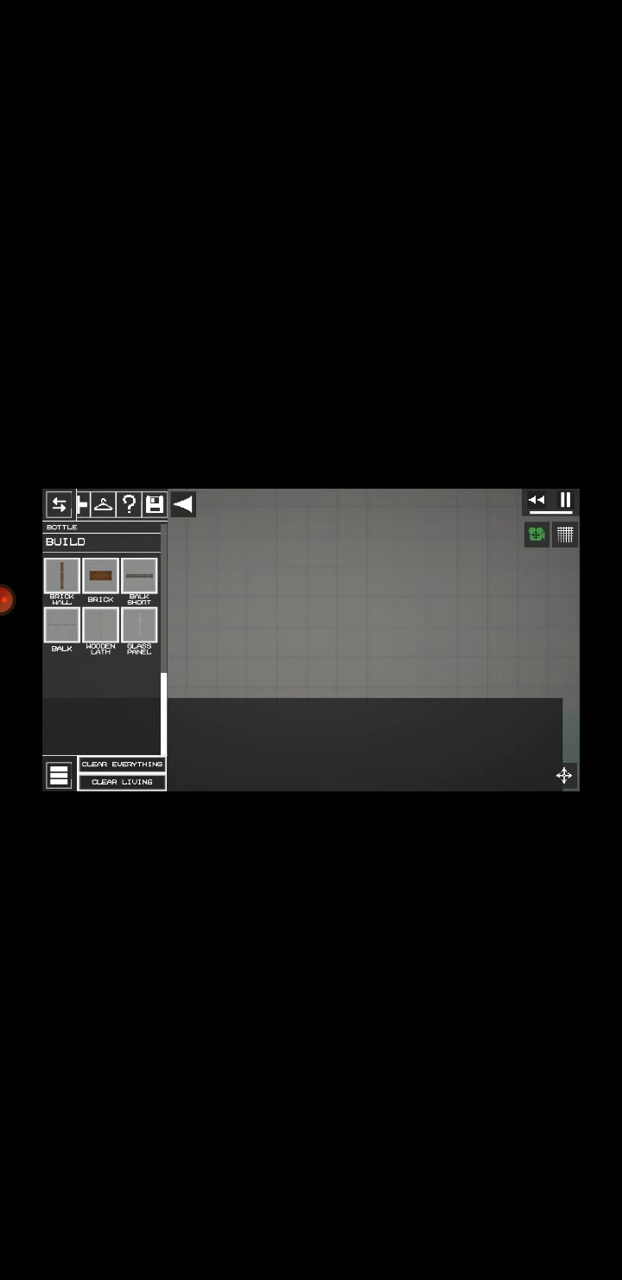 ?
BOTTLE
BUILD
BRICK WALL
BRICK
BALK SHORT
BALK
WOODEN LATH
GLASS PANEL
CLEAR EVERYTHING
CLEAR LIVING